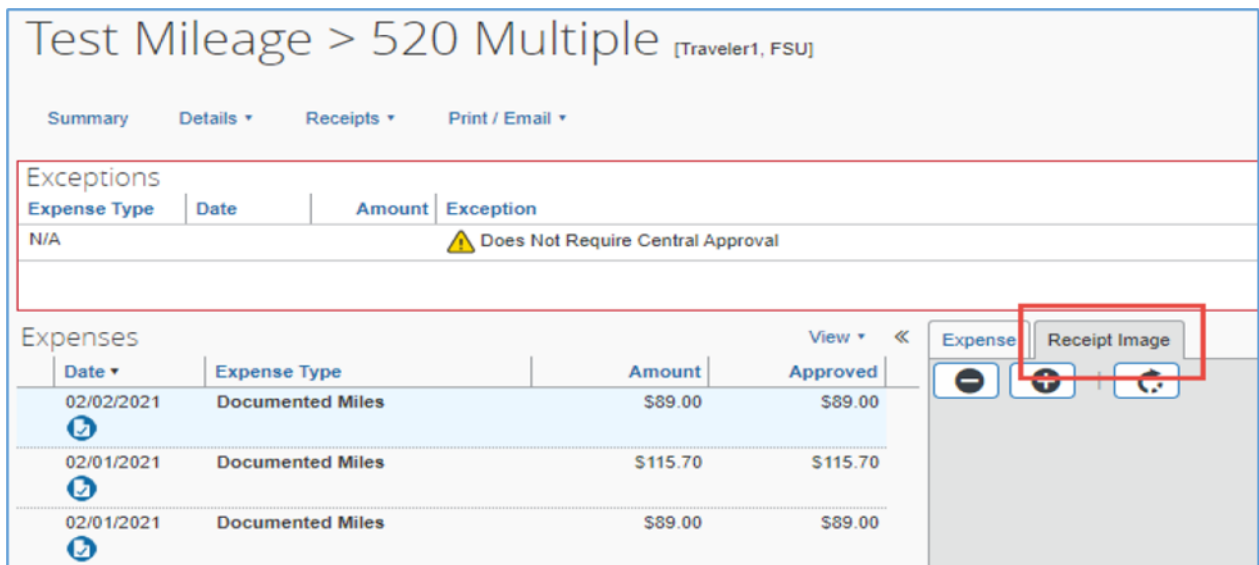 Test Mileage > 520 Multiple [Traveler1, FSU]
Summary Details Receipts Print / Email
Exceptions
Expense Type Date Amount Exception
N/A Does Not Require Central Approval
Expenses View « Expense Receipt Image
Date Expense Type Amount Approved
02/02/2021 Documented Miles $89.00 $89.00
02/01/2021 Documented Miles $115.70 $115.70
02/01/2021 Documented Miles $89.00 $89.00